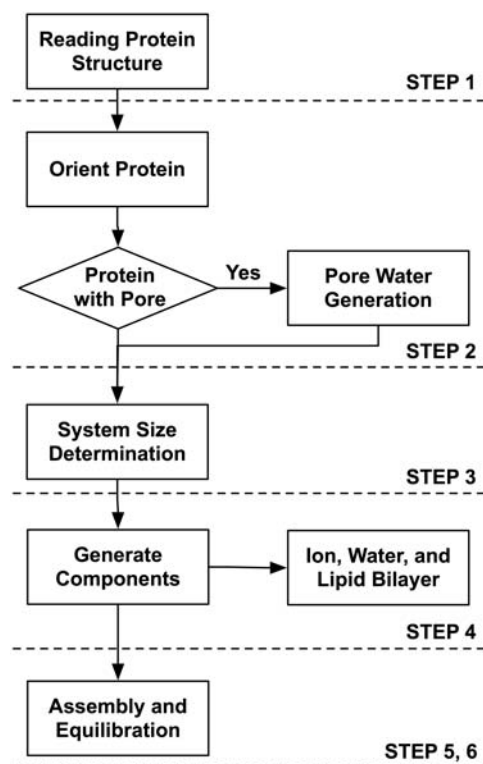 Reading Protein
Structure
STEP 1
Orient Protein
Protein
with Pore
Yes
Pore Water
Generation
STEP 2
System Size
Determination
STEP 3
Generate
Components
Ion, Water, and
Lipid Bilayer
STEP 4
Assembly and
Equilibration
STEP 5, 6